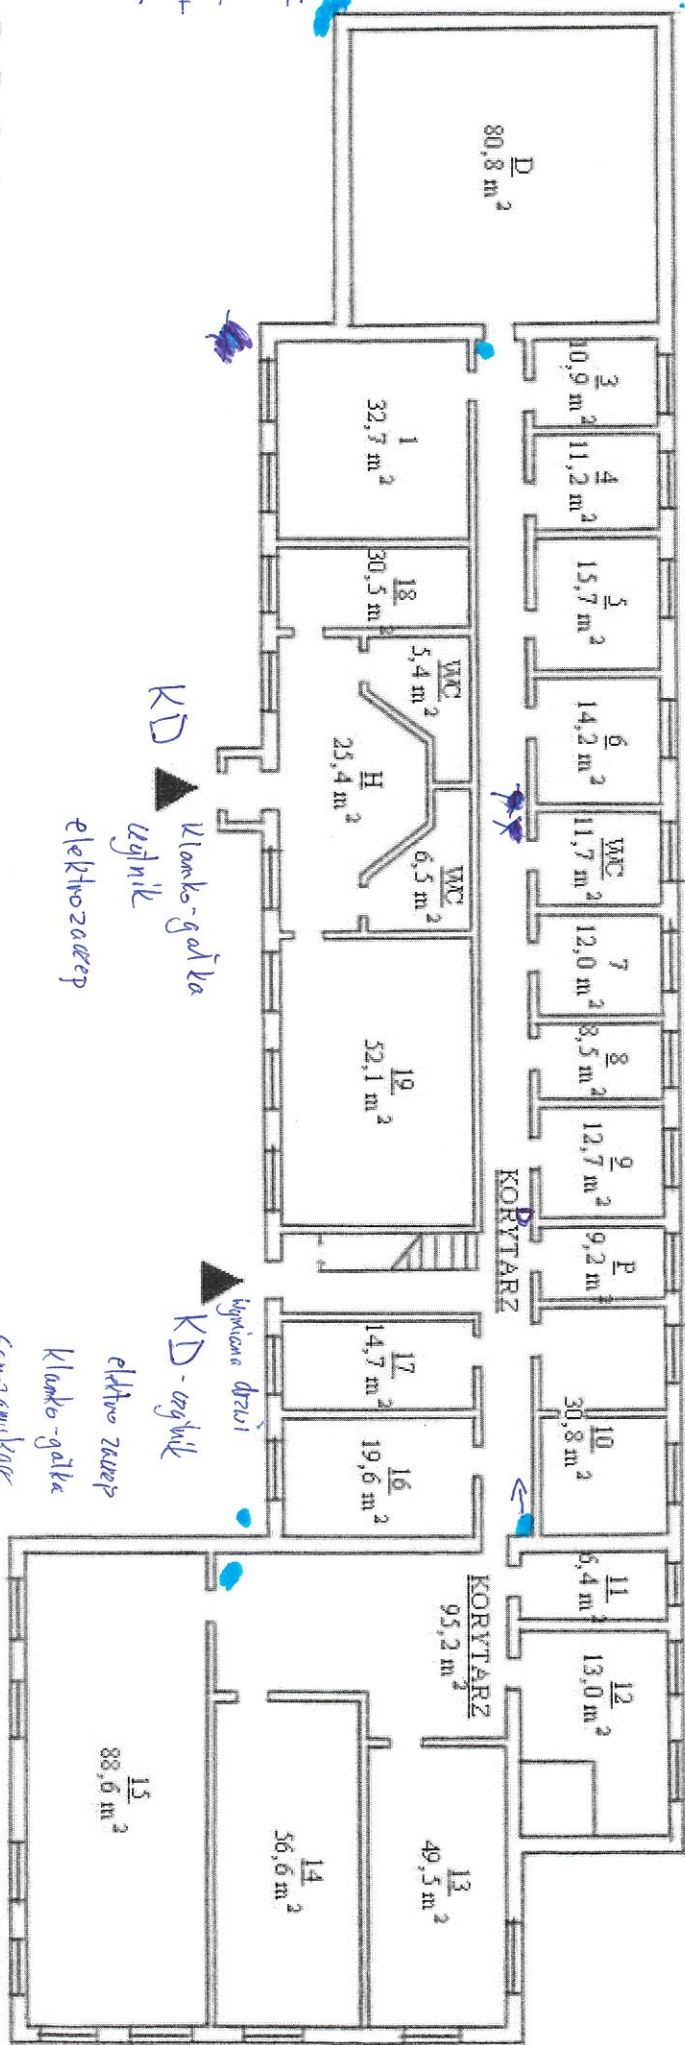 D
80,8 m²
3
10,9 m²
4
11,2 m²
5
15,7 m²
6
14,2 m²
WC
11,7 m²
7
12,0 m²
8
8,5 m²
9
12,7 m²
P
9,2 m²
10
30,8 m²
11
6,4 m²
12
13,0 m²
KORYTARZ
KORYTARZ
95,2 m²
1
32,7 m²
18
30,5 m²
WC
5,4 m²
H
25,4 m²
WC
6,5 m²
19
52,1 m²
17
14,7 m²
16
19,6 m²
13
49,5 m²
14
56,6 m²
15
88,6 m²
KD
klamko-gałka
czytnik
elektrozaczep
wymiana drzwi
KD - czytnik
elektro zaczep
klamko-gałka